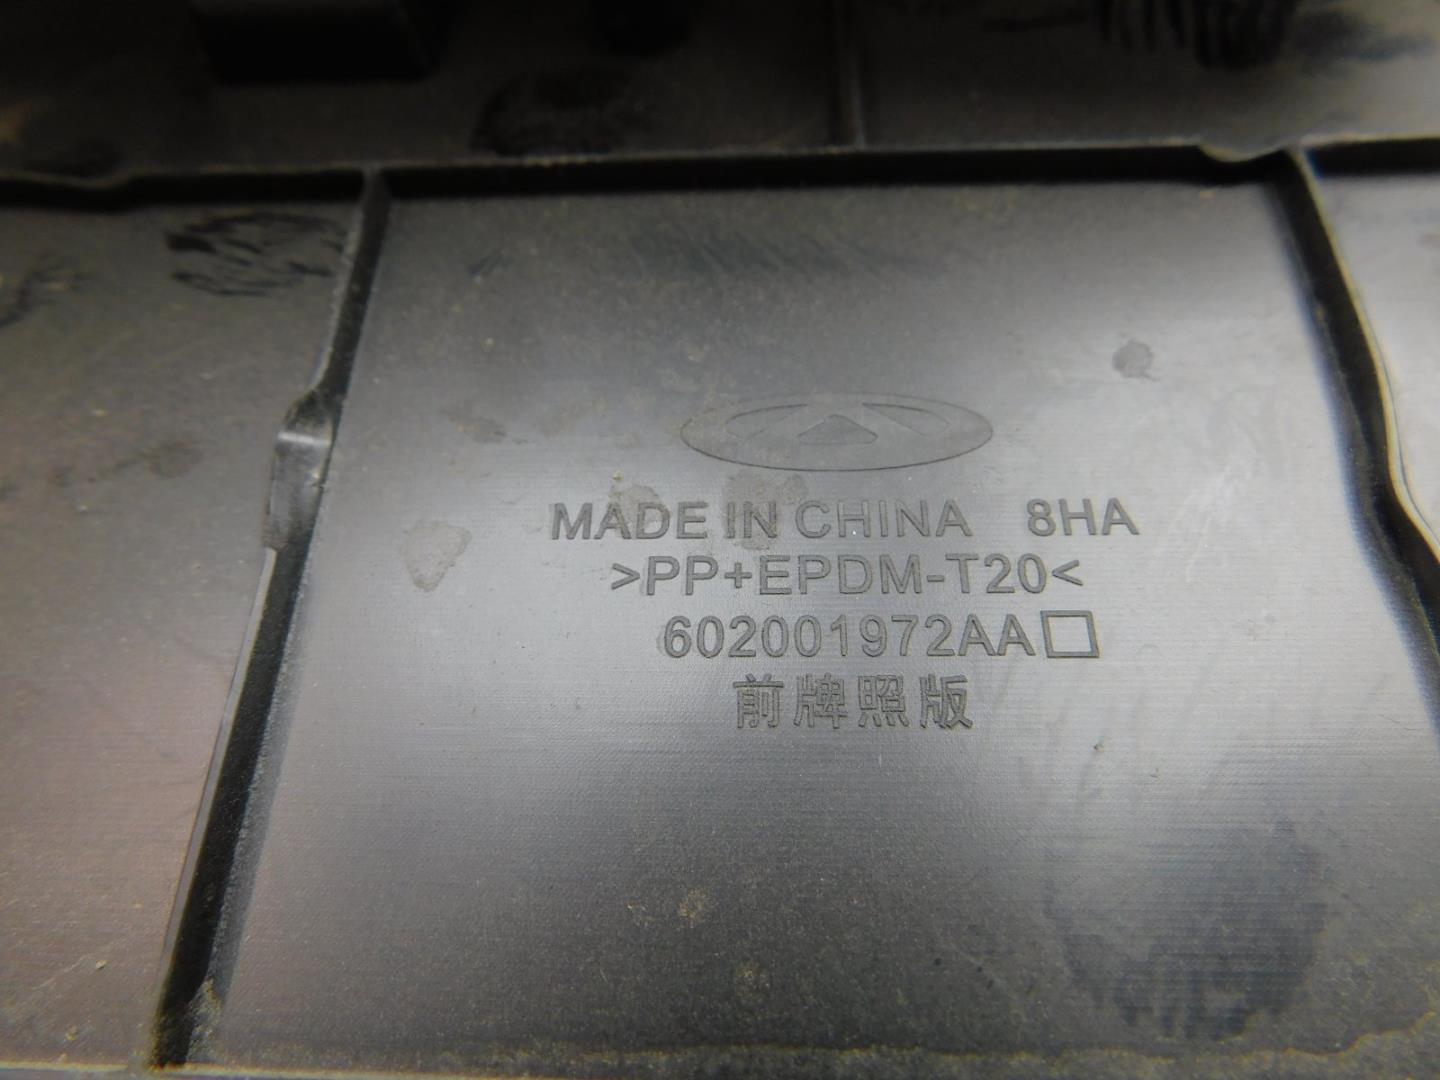 MADE IN CHINA 8HA
>PP+EPDM-T20<
602001972AA
前牌照版